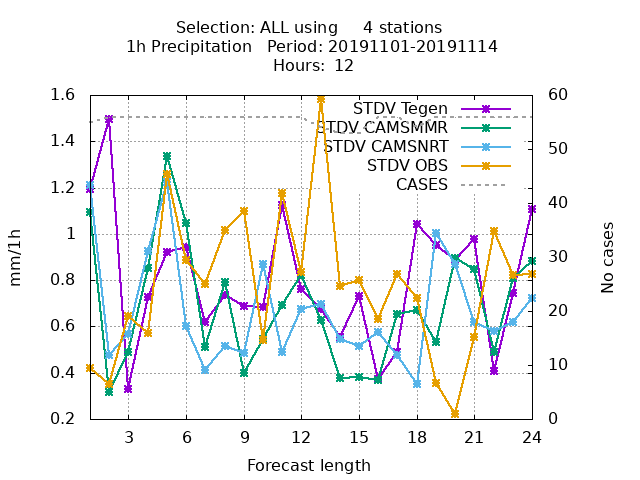 Selection: ALL using     4 stations
1h Precipitation   Period: 20191101-20191114
Hours: 12
STDV Tegen
STDV CAMSMMR
STDV CAMSNRT
STDV OBS
CASES
mm/1h
1.6
1.4
1.2
1
0.8
0.6
0.4
0.2
60
50
40
30
20
10
0
No cases
3 6 9 12 15 18 21 24
Forecast length